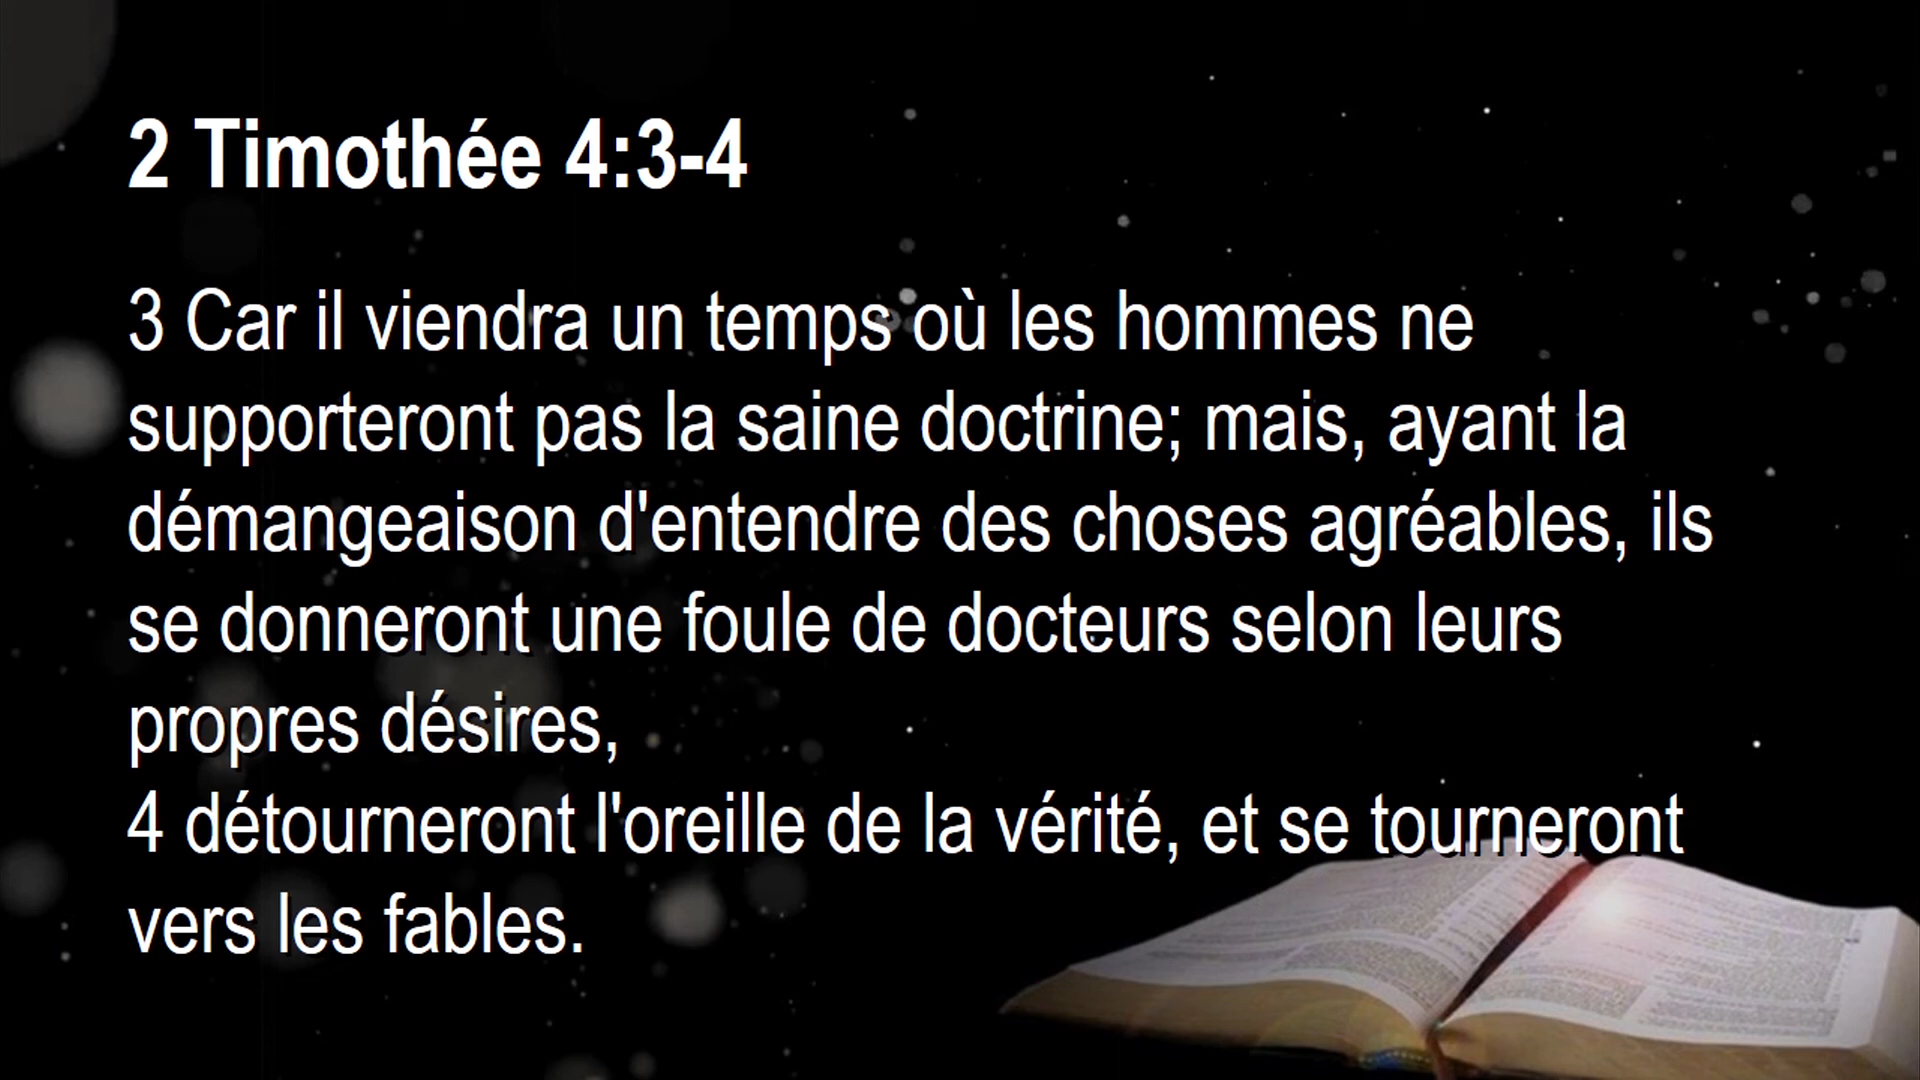 2 Timothée 4:3-4
3 Car il viendra un temps où les hommes ne
supporteront pas la saine doctrine; mais, ayant la
démangeaison d'entendre des choses agréables, ils
se donneront une foule de docteurs selon leurs
propres désires,
4 détourneront l'oreille de la vérité, et se tourneront
vers les fables.